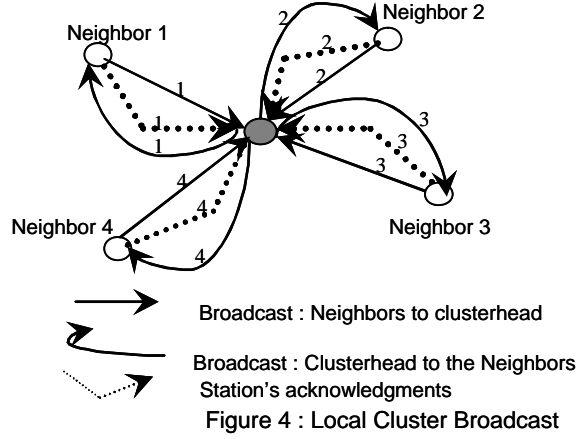 Neighbor 2
Neighbor 1
2
2
2
1
1
1
3
3
3
4
4
4
Neighbor 4
Neighbor 3
Broadcast : Neighbors to clusterhead
Broadcast : Clusterhead to the Neighbors
Station's acknowledgments
Figure 4 : Local Cluster Broadcast